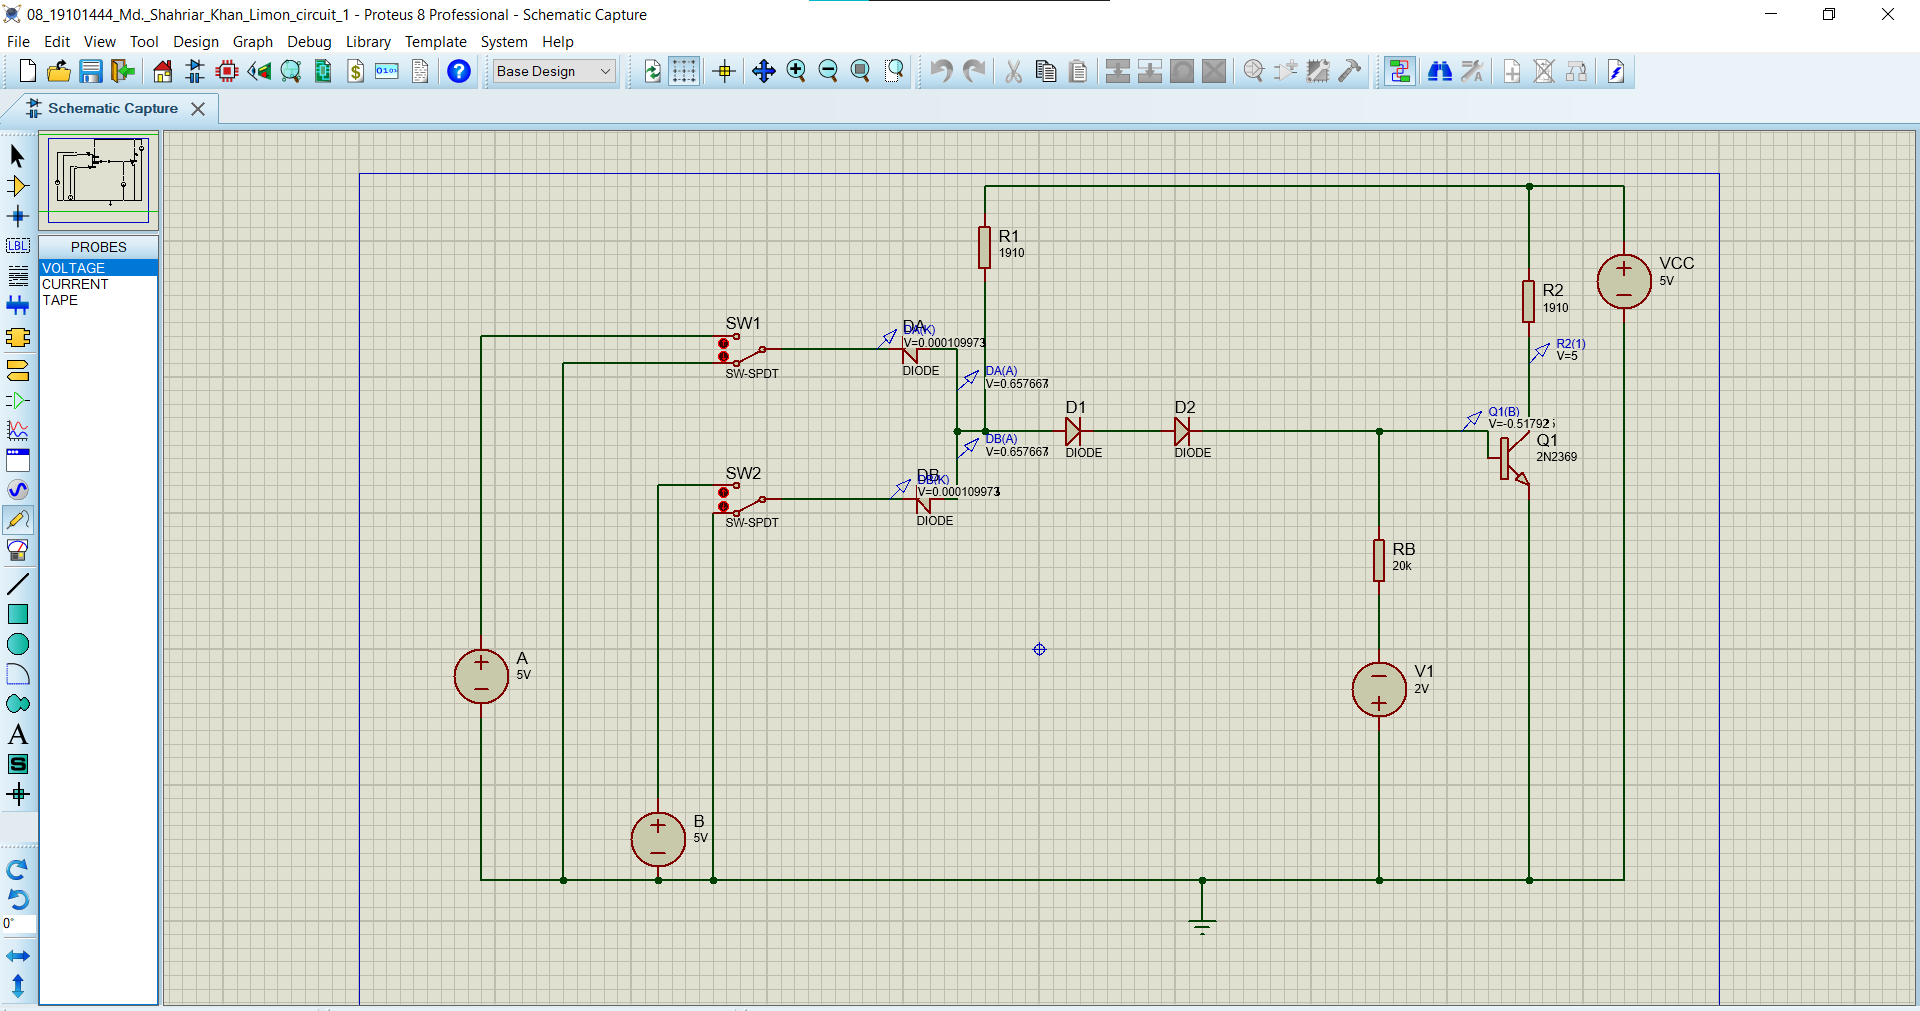 08_19101444_Md._Shahriar_Khan_Limon_circuit_1 - Proteus 8 Professional - Schematic Capture
File Edit View Tool Design Graph Debug Library Template System Help
Base Design
Schematic Capture
PROBES
VOLTAGE
CURRENT
TAPE
LBL
A
S
0°
R1
1910
VCC
5V
R2
1910
SW1
SW-SPDT
DA
DA(K)
V=0.000109973
DIODE
R2(1)
V=5
DA(A)
V=0.657667
D1
DIODE
D2
DIODE
Q1(B)
V=-0.51792
Q1
2N2369
DB(A)
V=0.657667
SW2
SW-SPDT
DB
DB(K)
V=0.000109973
DIODE
RB
20k
A
5V
V1
2V
B
5V